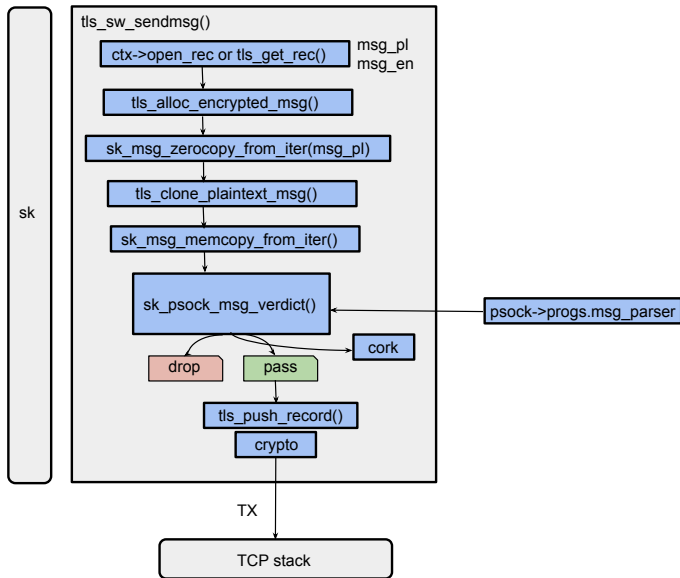 tls_sw_sendmsg()
ctx->open_rec or tls_get_rec()
msg_pl
msg_en
tls_alloc_encrypted_msg()
sk_msg_zerocopy_from_iter(msg_pl)
tls_clone_plaintext_msg()
sk
sk_msg_memcopy_from_iter()
sk_psock_msg_verdict()
psock->progs.msg_parser
cork
drop
pass
tls_push_record()
crypto
TX
TCP stack